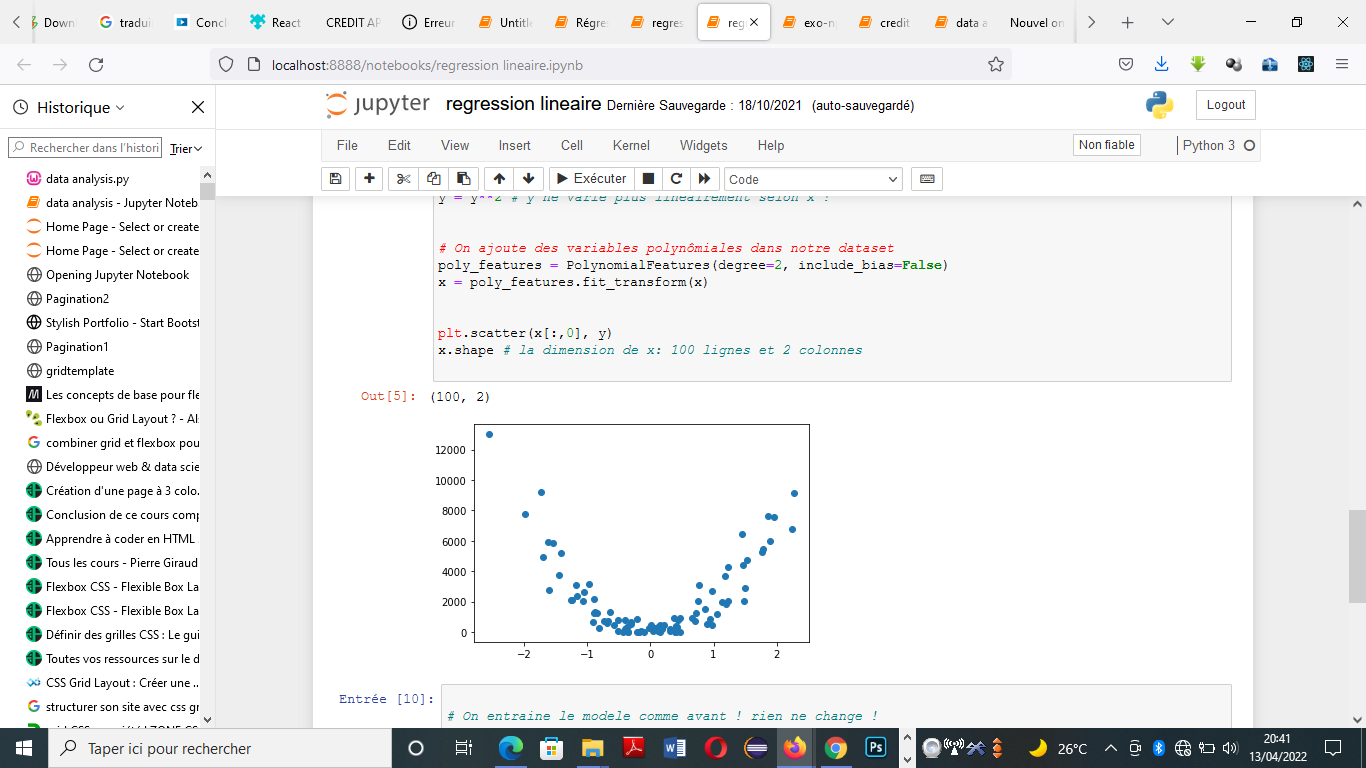 Down
traduir
Concl
React
CREDIT AP
Erreur
Untitle
Régres
regres
reg
exo-n
credit
data a
Nouvel on
localhost:8888/notebooks/regression lineaire.ipynb
Historique
Rechercher dans l'histori
Trier
data analysis.py
data analysis - Jupyter Noteb
Home Page - Select or create
Home Page - Select or create
Opening Jupyter Notebook
Pagination2
Stylish Portfolio - Start Bootst
Pagination1
gridtemplate
Les concepts de base pour fle
Flexbox ou Grid Layout ? - Al
combiner grid et flexbox pou
Développeur web & data scie
Création d'une page à 3 colo...
Conclusion de ce cours comp
Apprendre à coder en HTML
Tous les cours - Pierre Giraud
Flexbox CSS - Flexible Box La
Flexbox CSS - Flexible Box La
Définir des grilles CSS : Le gui
Toutes vos ressources sur le d
CSS Grid Layout : Créer une ...
structurer son site avec css gr
jupyter regression lineaire Dernière Sauvegarde : 18/10/2021 (auto-sauvegardé)
Logout
File Edit View Insert Cell Kernel Widgets Help
Non fiable
Python 3
Exécuter
Code
y = y**2 # y ne varie plus linéairement selon x !
# On ajoute des variables polynômiales dans notre dataset
poly_features = PolynomialFeatures(degree=2, include_bias=False)
x = poly_features.fit_transform(x)
plt.scatter(x[:,0], y)
x.shape # la dimension de x: 100 lignes et 2 colonnes
Out[5]: (100, 2)
12000
10000
8000
6000
4000
2000
0
−2 −1 0 1 2
Entrée [10]:
# On entraine le modele comme avant ! rien ne change !
Taper ici pour rechercher
Ps
26°C
20:41
13/04/2022